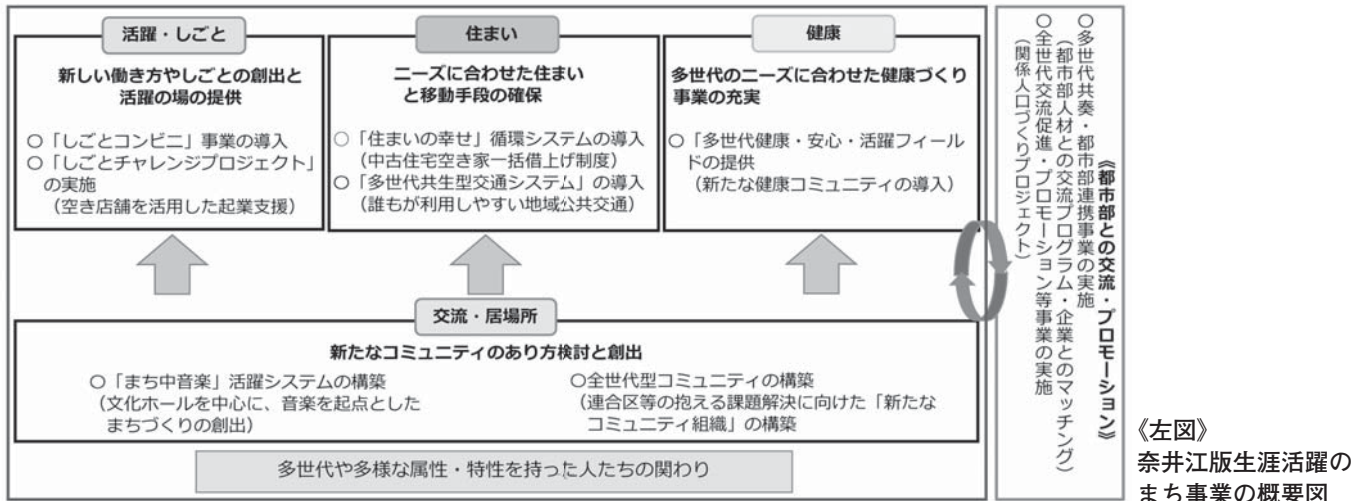 活躍・しごと
新しい働き方やしごとの創出と
活躍の場の提供
○「しごとコンビニ」事業の導入
○「しごとチャレンジプロジェクト」
の実施
（空き店舗を活用した起業支援）
住まい
ニーズに合わせた住まい
と移動手段の確保
○「住まいの幸せ」循環システムの導入
（中古住宅空き家一括借上げ制度）
○「多世代共生型交通システム」の導入
（誰もが利用しやすい地域公共交通）
健康
多世代のニーズに合わせた健康づくり
事業の充実
○「多世代健康・安心・活躍フィール
ドの提供
（新たな健康コミュニティの導入）
交流・居場所
新たなコミュニティのあり方検討と創出
○「まち中音楽」活躍システムの構築
（文化ホールを中心に、音楽を起点とした
まちづくりの創出）
○全世代型コミュニティの構築
（連合区等の抱える課題解決に向けた「新たな
コミュニティ組織」の構築
多世代や多様な属性・特性を持った人たちの関わり
《都市部との交流・プロモーション》
○多世代共奏・都市部連携事業の実施
（都市部人材との交流プログラム・企業とのマッチング）
○全世代交流促進・プロモーション等事業の実施
（関係人口づくりプロジェクト）
《左図》
奈井江版生涯活躍の
まち事業の概要図